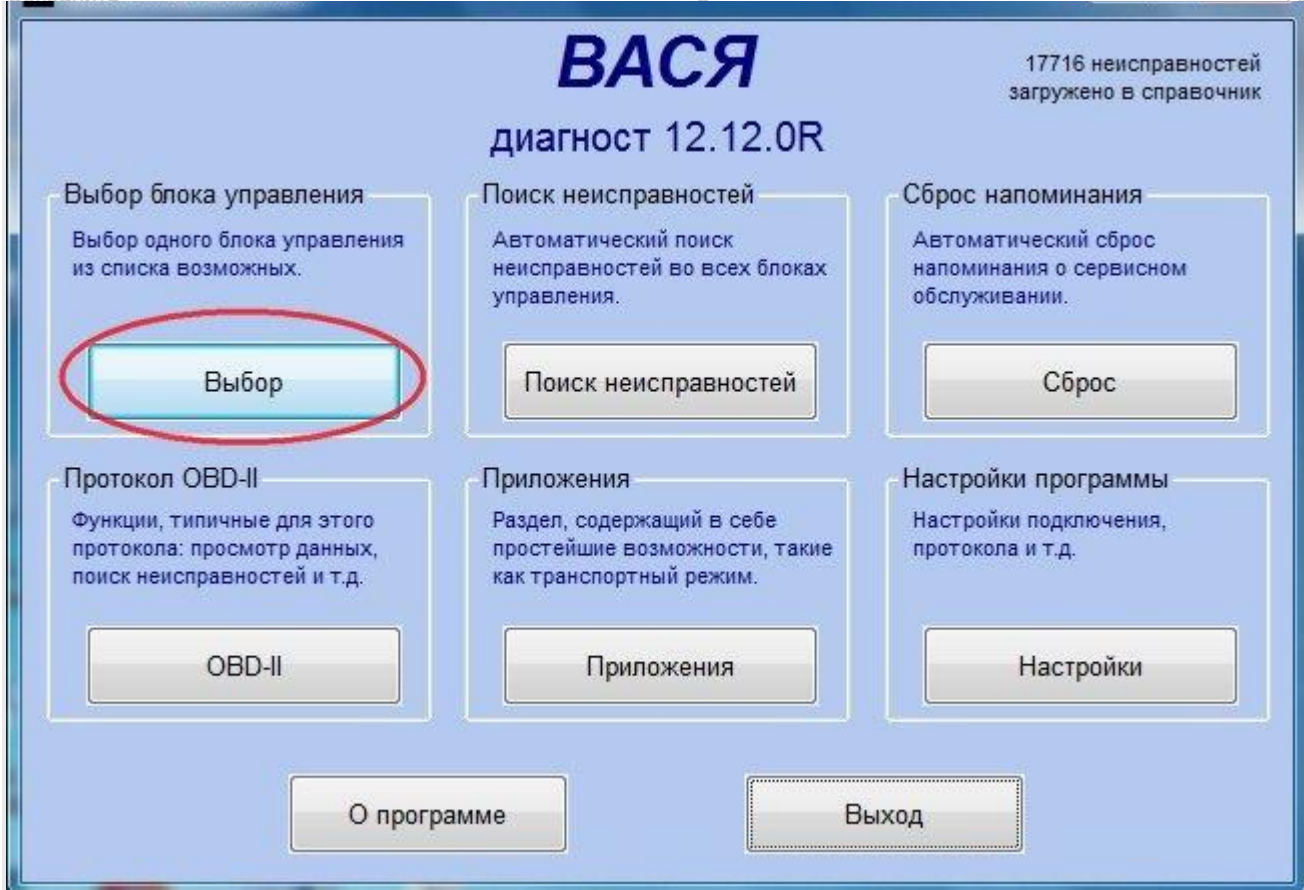 ВАСЯ
диагност 12.12.0R
17716 неисправностей
загружено в справочник
Выбор блока управления
Выбор одного блока управления
из списка возможных.
Выбор
Поиск неисправностей
Автоматический поиск
неисправностей во всех блоках
управления.
Поиск неисправностей
Сброс напоминания
Автоматический сброс
напоминания о сервисном
обслуживании.
Сброс
Протокол OBD-II
Функции, типичные для этого
протокола: просмотр данных,
поиск неисправностей и т.д.
OBD-II
Приложения
Раздел, содержащий в себе
простейшие возможности, такие
как транспортный режим.
Приложения
Настройки программы
Настройки подключения,
протокола и т.д.
Настройки
О программе
Выход